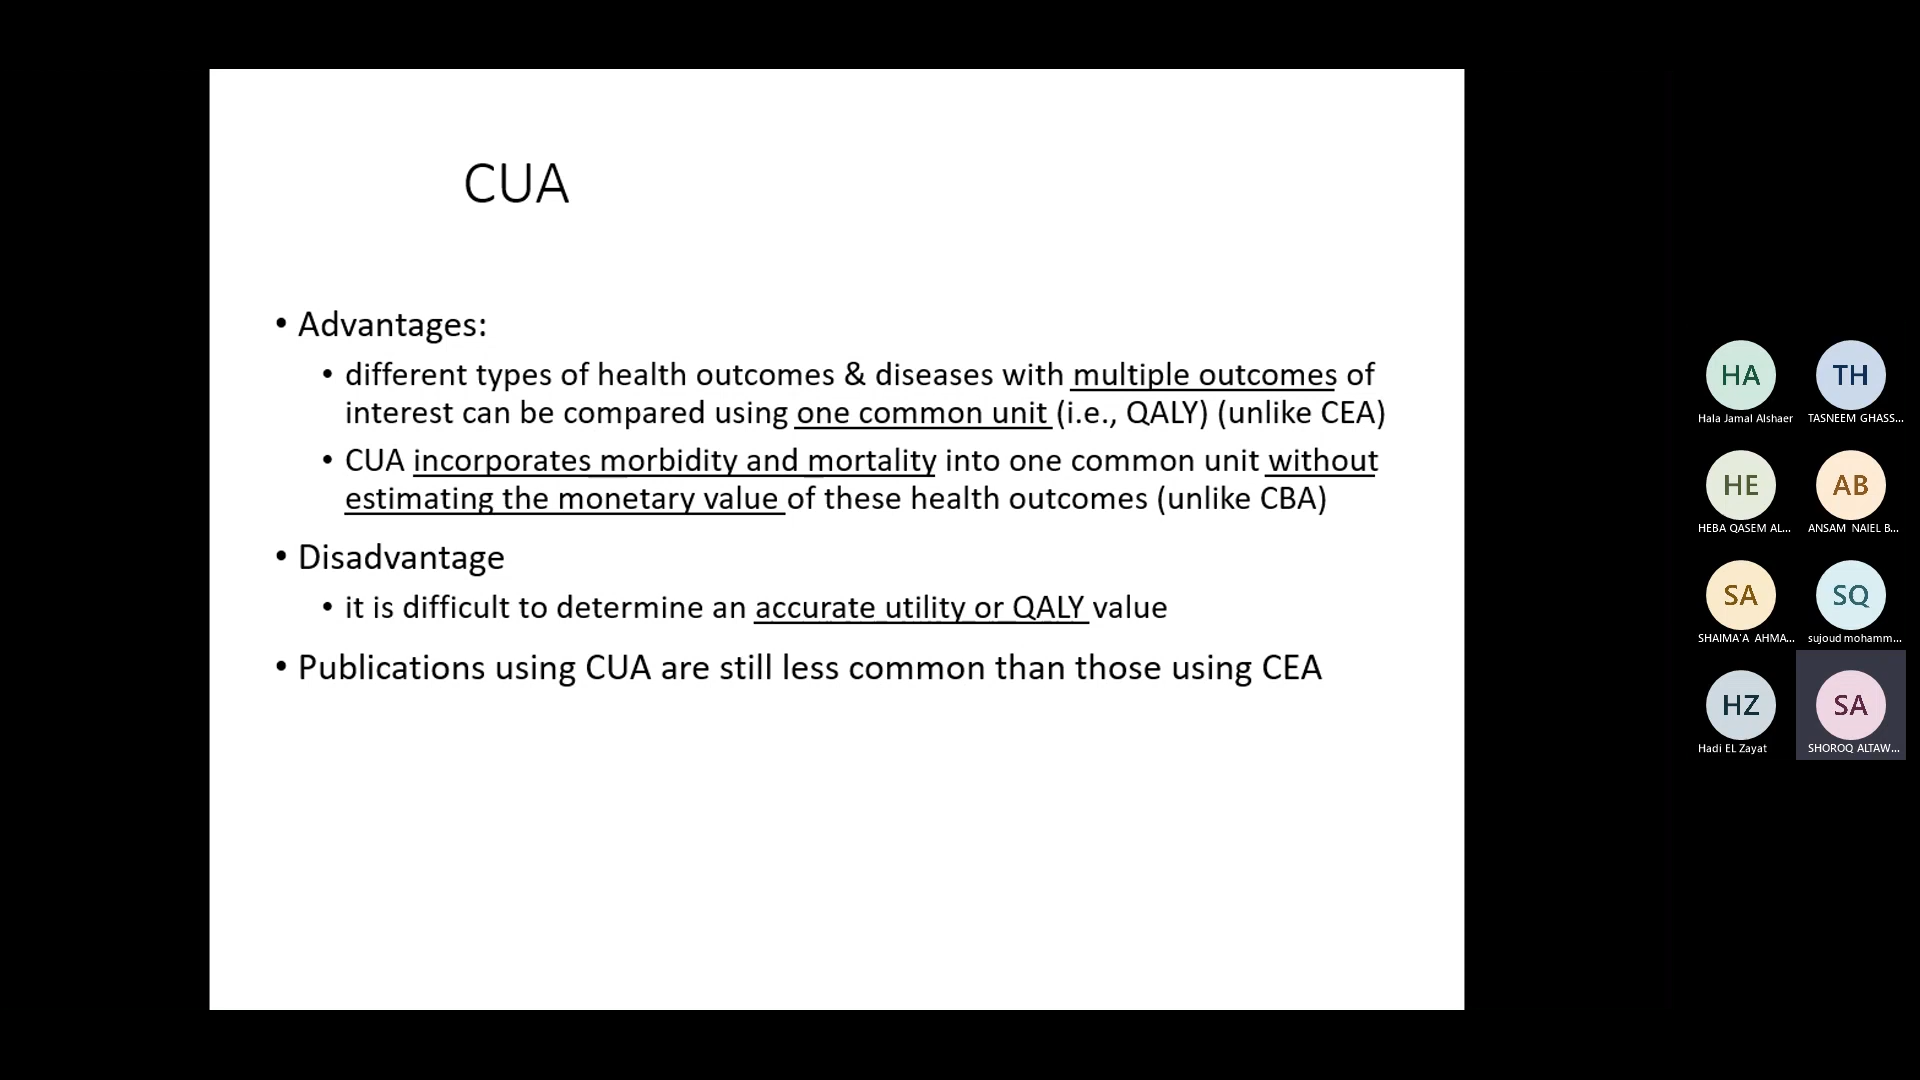 CUA
• Advantages:
• different types of health outcomes & diseases with multiple outcomes of
interest can be compared using one common unit (i.e., QALY) (unlike CEA)
• CUA incorporates morbidity and mortality into one common unit without
estimating the monetary value of these health outcomes (unlike CBA)
• Disadvantage
• it is difficult to determine an accurate utility or QALY value
• Publications using CUA are still less common than those using CEA
HA
Hala Jamal Alshaer
TH
TASNEEM GHASS...
HE
HEBA QASEM AL...
AB
ANSAM NAIEL B...
SA
SHAIMA'A AHMA...
SQ
sujoud mohamm...
HZ
Hadi EL Zayat
SA
SHOROQ ALTAW...